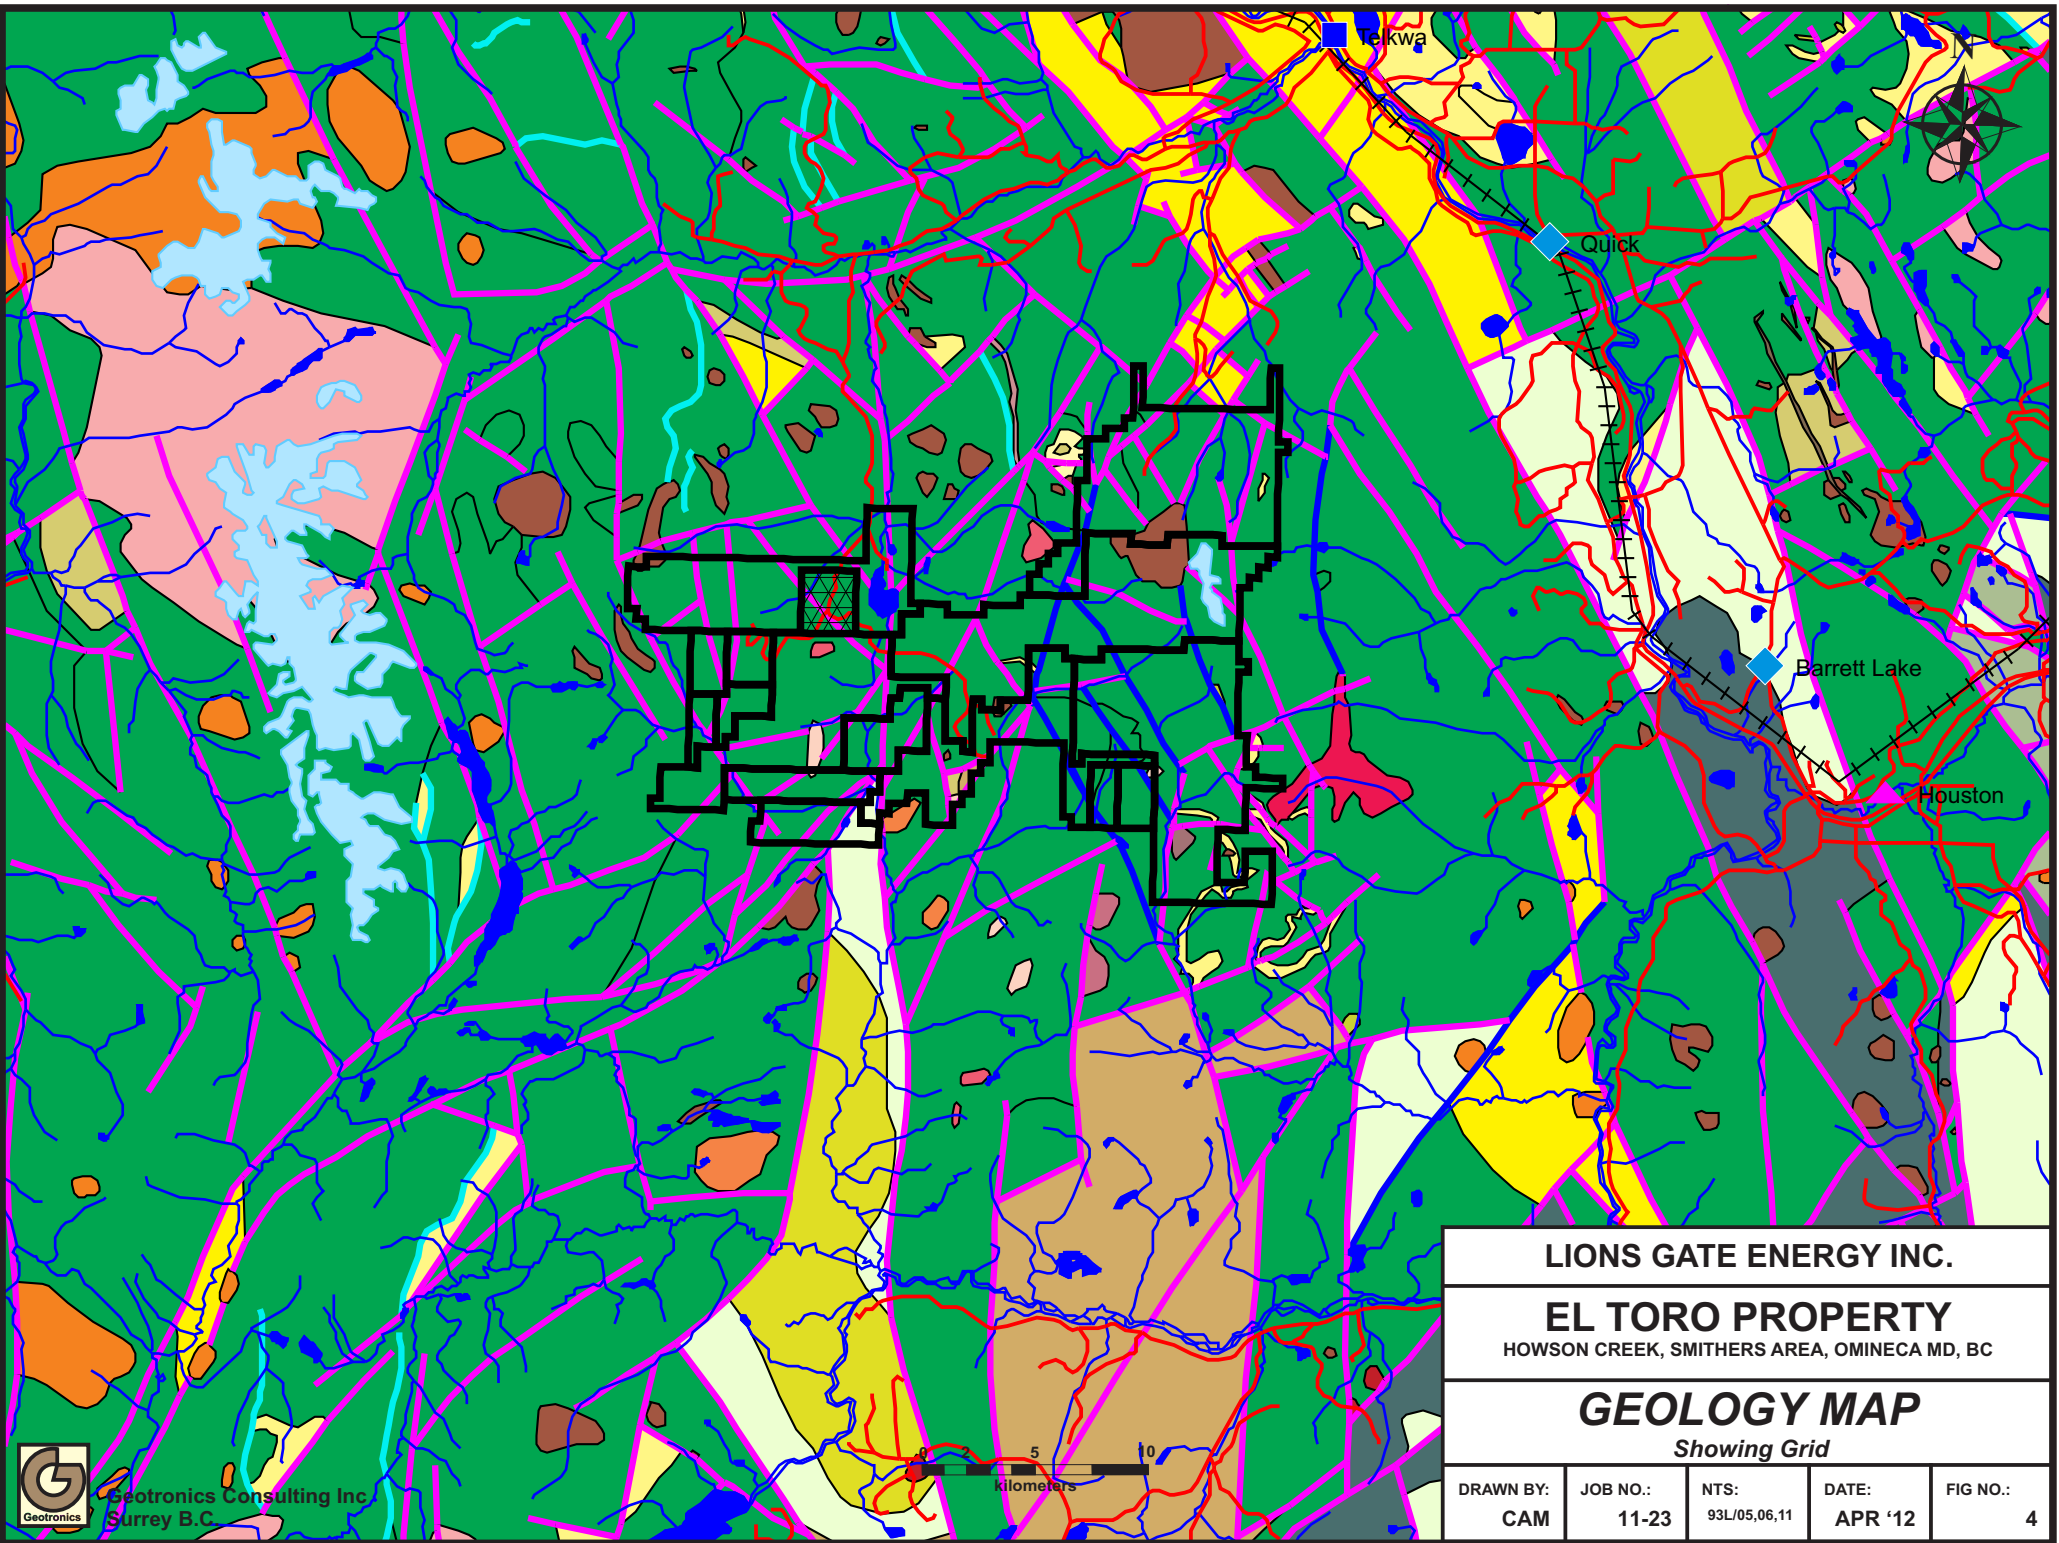 Telkwa
N
Quick
Barrett Lake
Houston
LIONS GATE ENERGY INC.
EL TORO PROPERTY
HOWSON CREEK, SMITHERS AREA, OMINECA MD, BC
GEOLOGY MAP
Showing Grid
DRAWN BY:
CAM
JOB NO.:
11-23
NTS:
93L/05,06,11
DATE:
APR ‘12
FIG NO.:
4
0 2 5 10
kilometers
Geotronics
Geotronics Consulting Inc.
Surrey B.C.